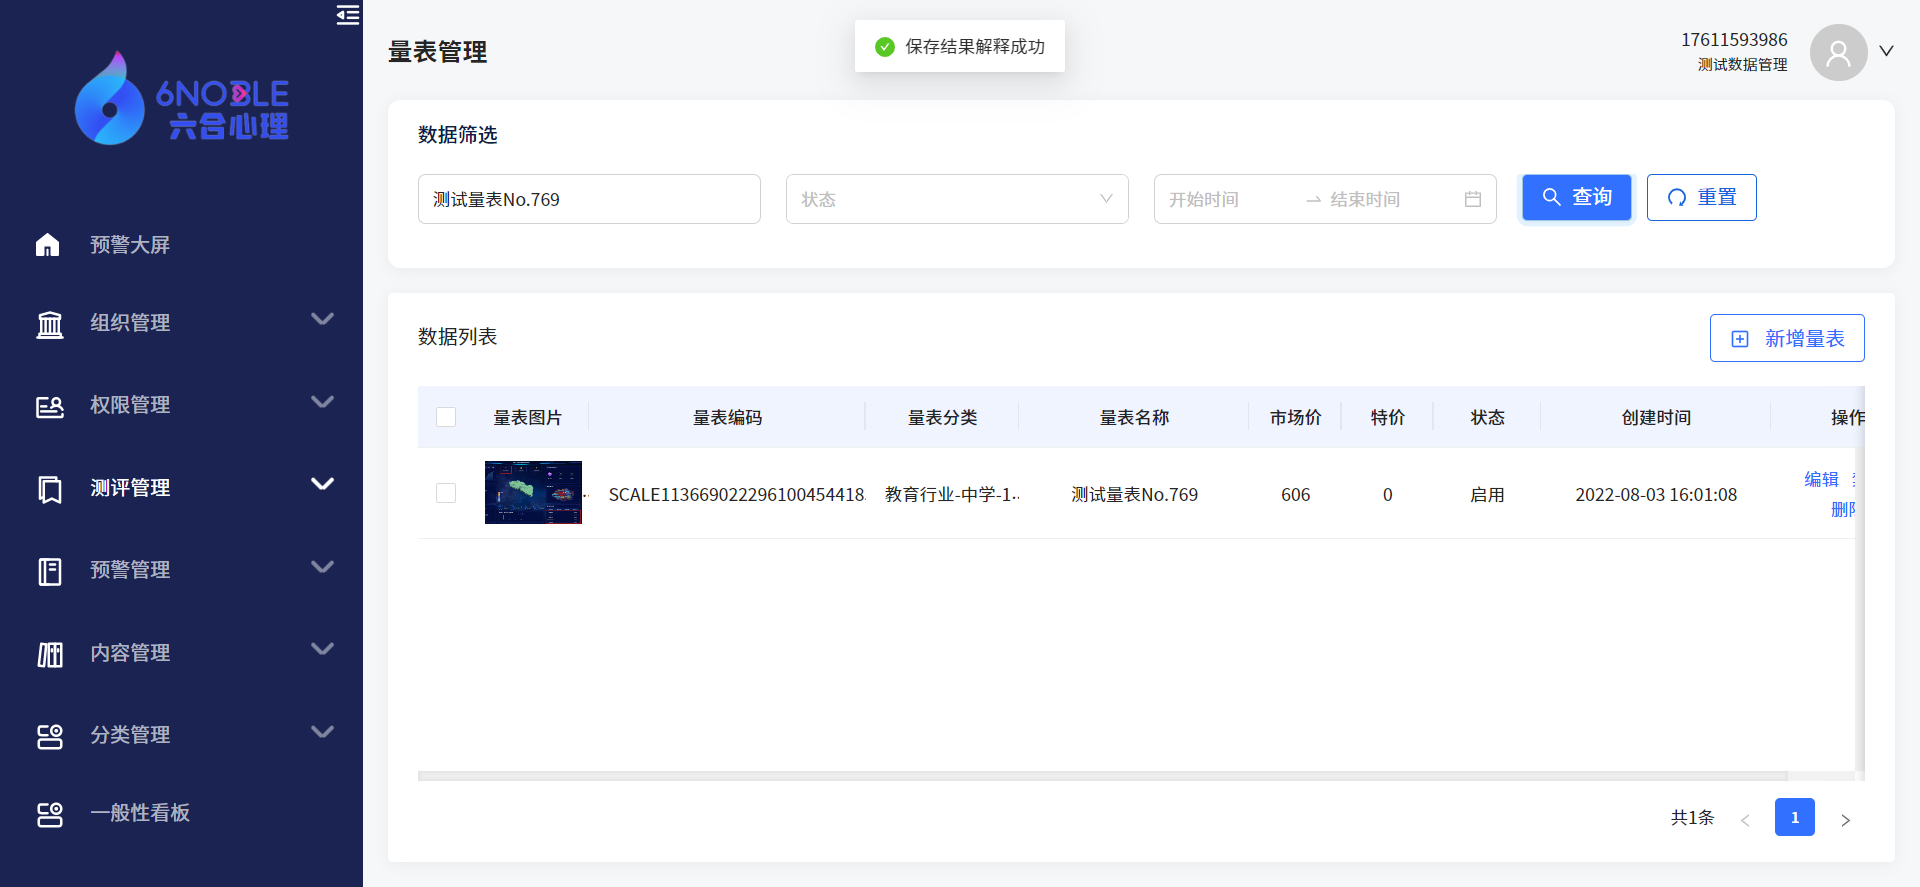 6NOBLE
六合心理
预警大屏
组织管理
权限管理
测评管理
预警管理
内容管理
分类管理
一般性看板
量表管理
保存结果解释成功
17611593986
测试数据管理
数据筛选
测试量表No.769
状态
开始时间
结束时间
查询
重置
数据列表
新增量表
量表图片
量表编码
量表分类
量表名称
市场价
特价
状态
创建时间
操作
SCALE113669022296100454418
教育行业-中学-1..
测试量表No.769
606
0
启用
2022-08-03 16:01:08
编辑
共1条
1